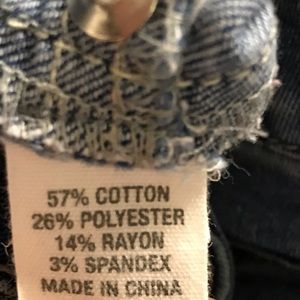 57% COTTON
26% POLYESTER
14% RAYON
3% SPANDEX
MADE IN CHINA